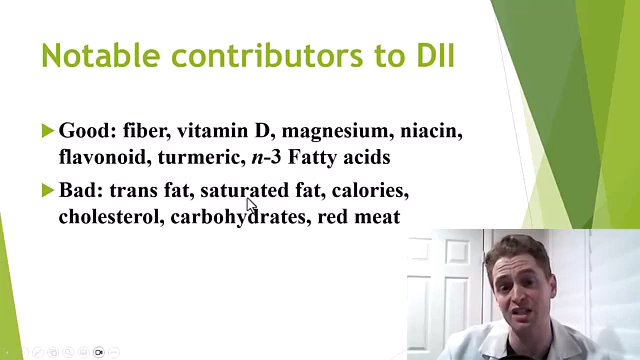 Notable contributors to DII
Good: fiber, vitamin D, magnesium, niacin,
flavonoid, turmeric, n-3 Fatty acids
Bad: trans fat, saturated fat, calories,
cholesterol, carbohydrates, red meat